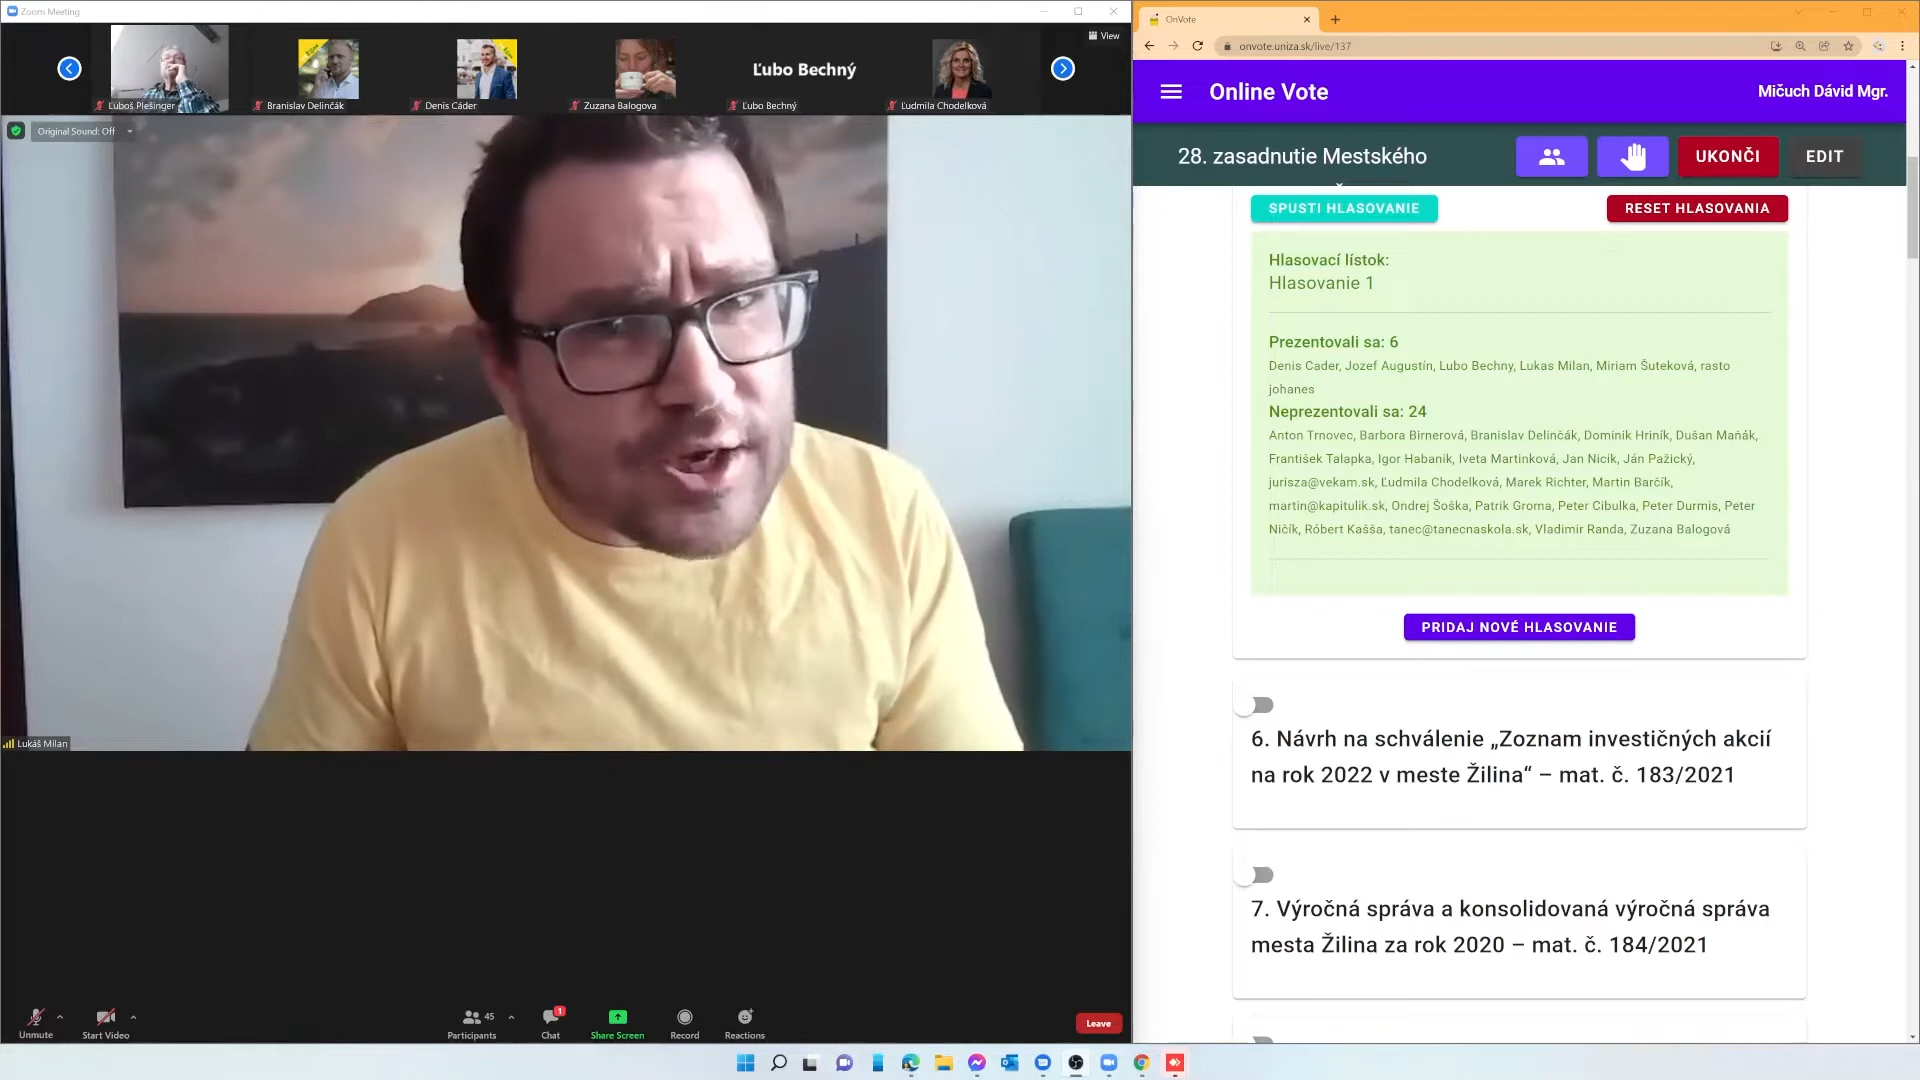 Zoom Meeting
View
Ľubo Bechný
Ľuboš Plešinger
Branislav Delinčák
Denis Cáder
Zuzana Balogova
Ľubo Bechný
Ľudmila Chodelková
Original Sound: Off
Lukáš Milan
Unmute
Start Video
45
Participants
1
Chat
Share Screen
Record
Reactions
Leave
OnVote
onvote.uniza.sk/live/137
Online Vote
Mičuch Dávid Mgr.
28. zasadnutie Mestského
UKONČI
EDIT
SPUSTI HLASOVANIE
RESET HLASOVANIA
Hlasovací lístok:
Hlasovanie 1
Prezentovali sa: 6
Denis Cader, Jozef Augustín, Lubo Bechny, Lukas Milan, Miriam Šuteková, rasto
johanes
Neprezentovali sa: 24
Anton Trnovec, Barbora Birnerová, Branislav Delinčák, Dominik Hriník, Dušan Maňák,
František Talapka, Igor Habanik, Iveta Martinková, Jan Nicik, Ján Pažický,
jurisza@vekam.sk, Ľudmila Chodelková, Marek Richter, Martin Barčík,
martin@kapitulik.sk, Ondrej Šoška, Patrik Groma, Peter Cibulka, Peter Durmis, Peter
Ničík, Róbert Kašša, tanec@tanecnaskola.sk, Vladimir Randa, Zuzana Balogová
PRIDAJ NOVÉ HLASOVANIE
6. Návrh na schválenie „Zoznam investičných akcií
na rok 2022 v meste Žilina“ – mat. č. 183/2021
7. Výročná správa a konsolidovaná výročná správa
mesta Žilina za rok 2020 – mat. č. 184/2021